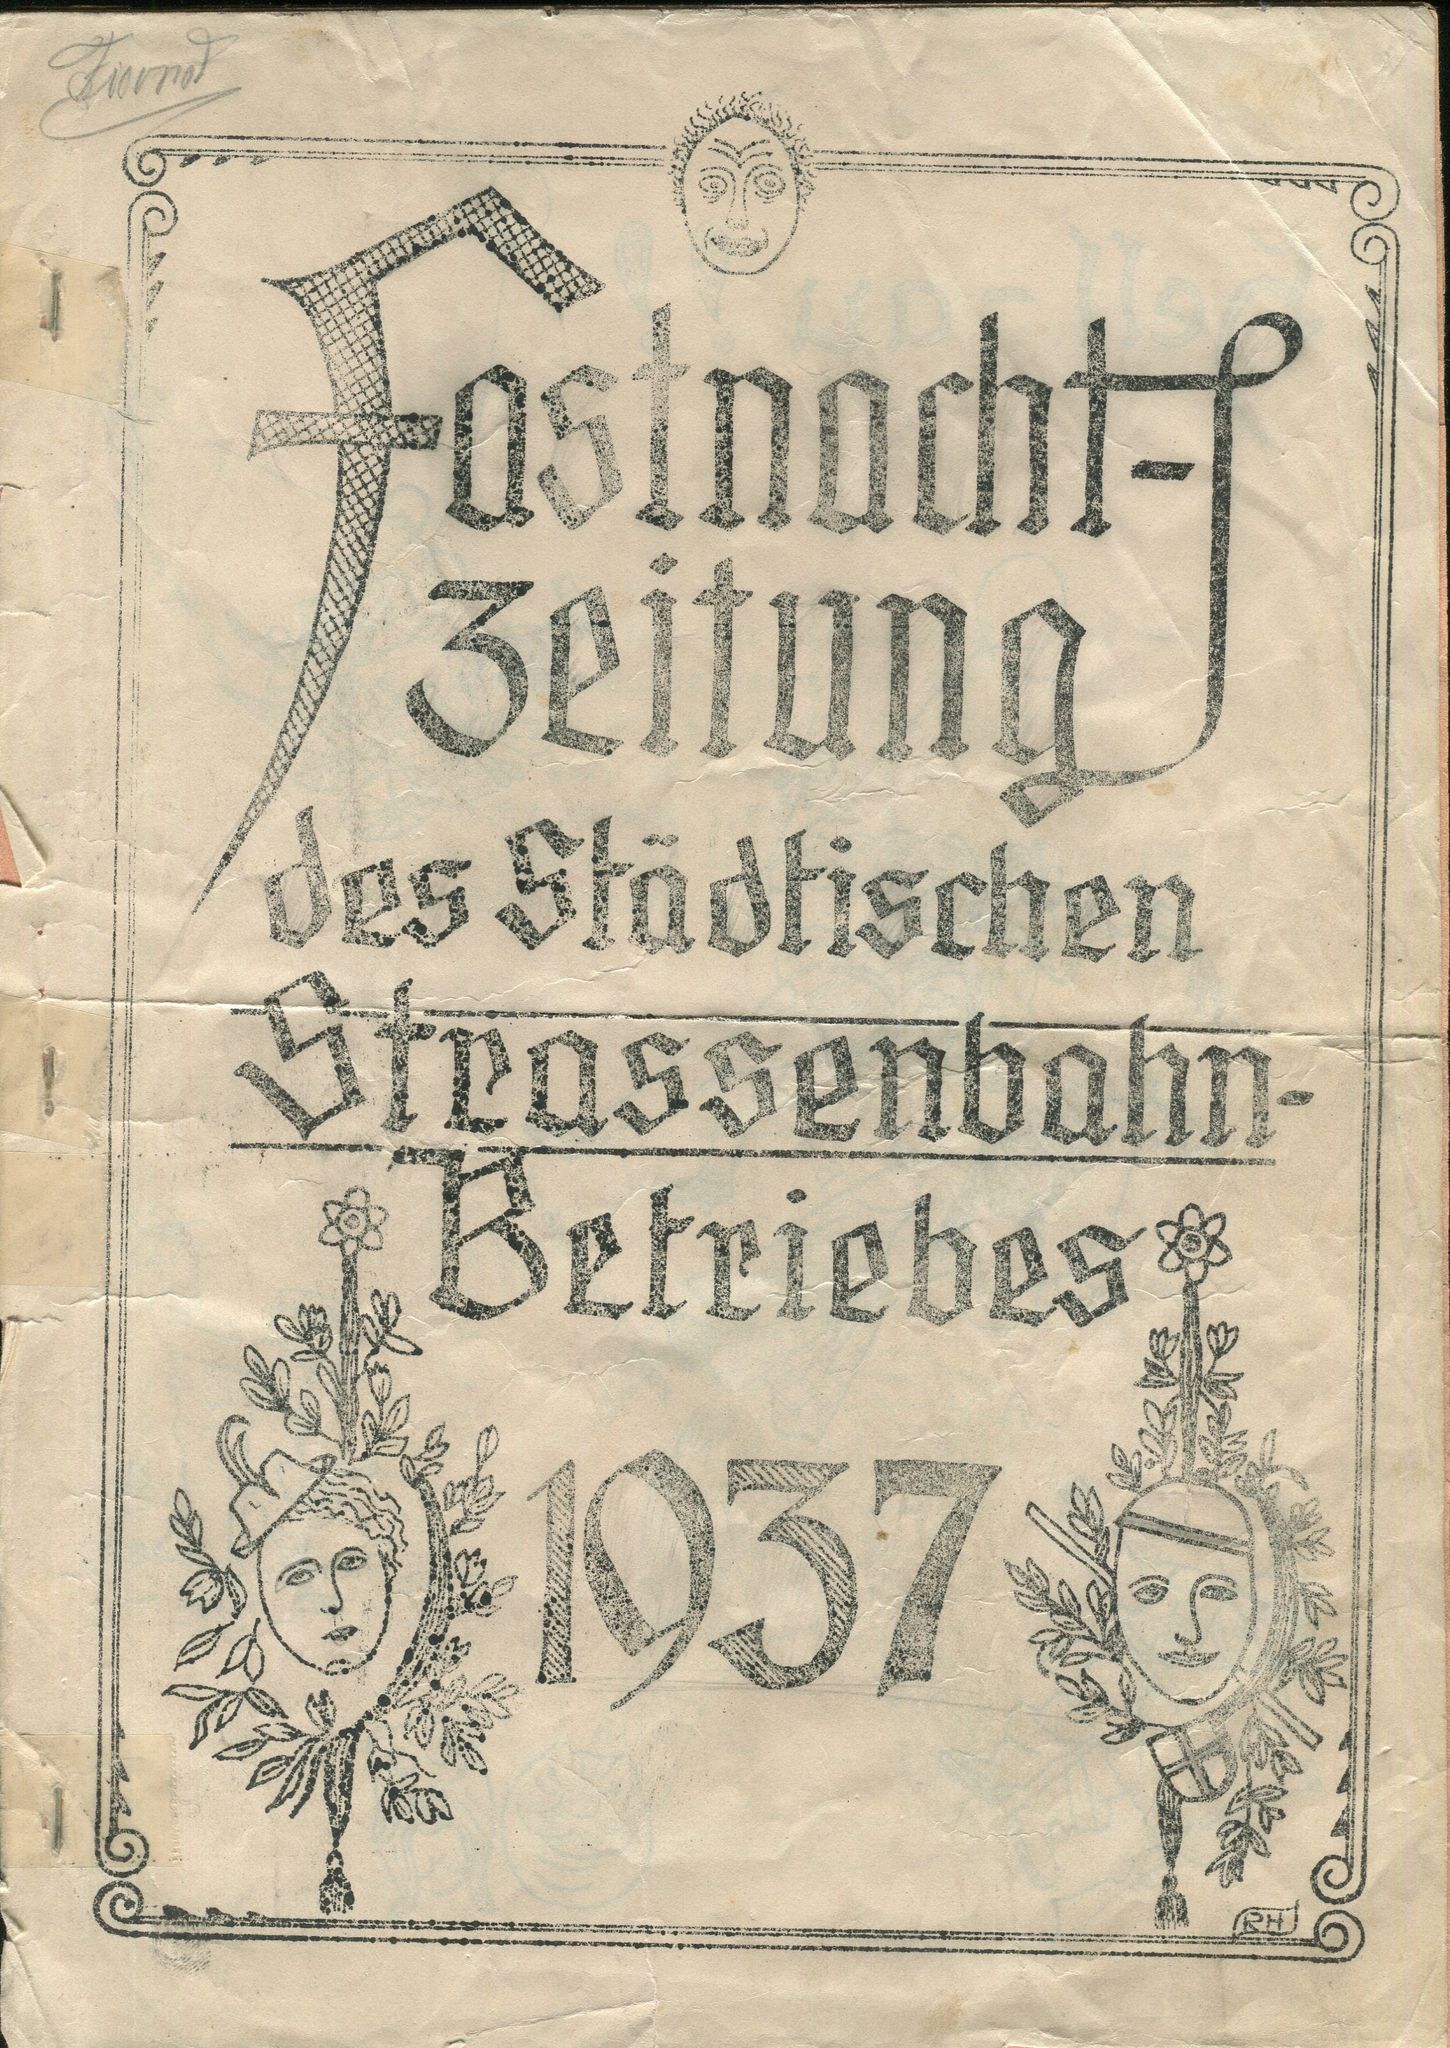 Fastnacht-
Zeitung
des Städtischen
Strassenbahn-
Betriebes
1937
RH